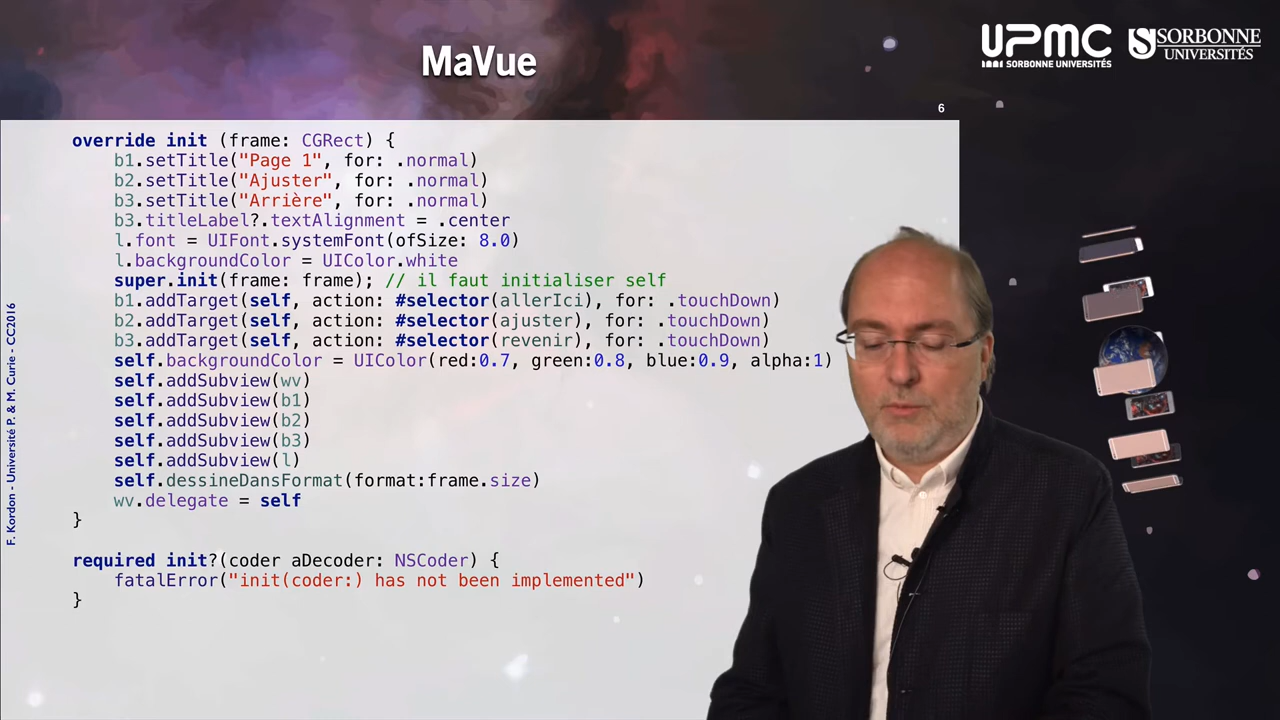 MaVue
UPMC
SORBONNE UNIVERSITÉS
SORBONNE
UNIVERSITÉS
6
override init (frame: CGRect) {
b1.setTitle("Page 1", for: .normal)
b2.setTitle("Ajuster", for: .normal)
b3.setTitle("Arrière", for: .normal)
b3.titleLabel?.textAlignment = .center
l.font = UIFont.systemFont(ofSize: 8.0)
l.backgroundColor = UIColor.white
super.init(frame: frame); // il faut initialiser self
b1.addTarget(self, action: #selector(allerIci), for: .touchDown)
b2.addTarget(self, action: #selector(ajuster), for: .touchDown)
b3.addTarget(self, action: #selector(revenir), for: .touchDown)
self.backgroundColor = UIColor(red:0.7, green:0.8, blue:0.9, alpha:1)
self.addSubview(wv)
self.addSubview(b1)
self.addSubview(b2)
self.addSubview(b3)
self.addSubview(l)
self.dessineDansFormat(format:frame.size)
wv.delegate = self
}
required init?(coder aDecoder: NSCoder) {
fatalError("init(coder:) has not been implemented")
}
F. Kordon - Université P. & M. Curie - CC2016